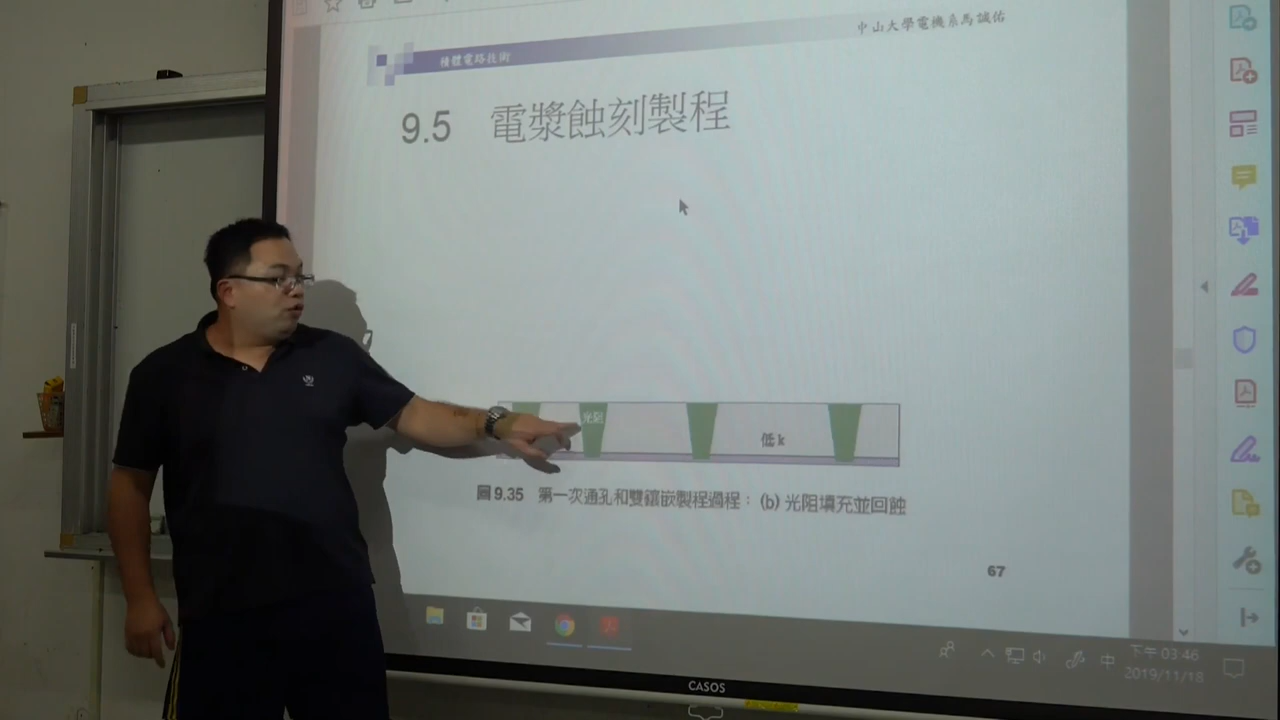 中山大學電機系馬誠佑
積體電路技術
9.5 電漿蝕刻製程
光阻
低k
圖9.35 第一次通孔和雙鑲嵌製程過程：(b) 光阻填充並回蝕
67
中
下午 03:46
2019/11/18
CASOS